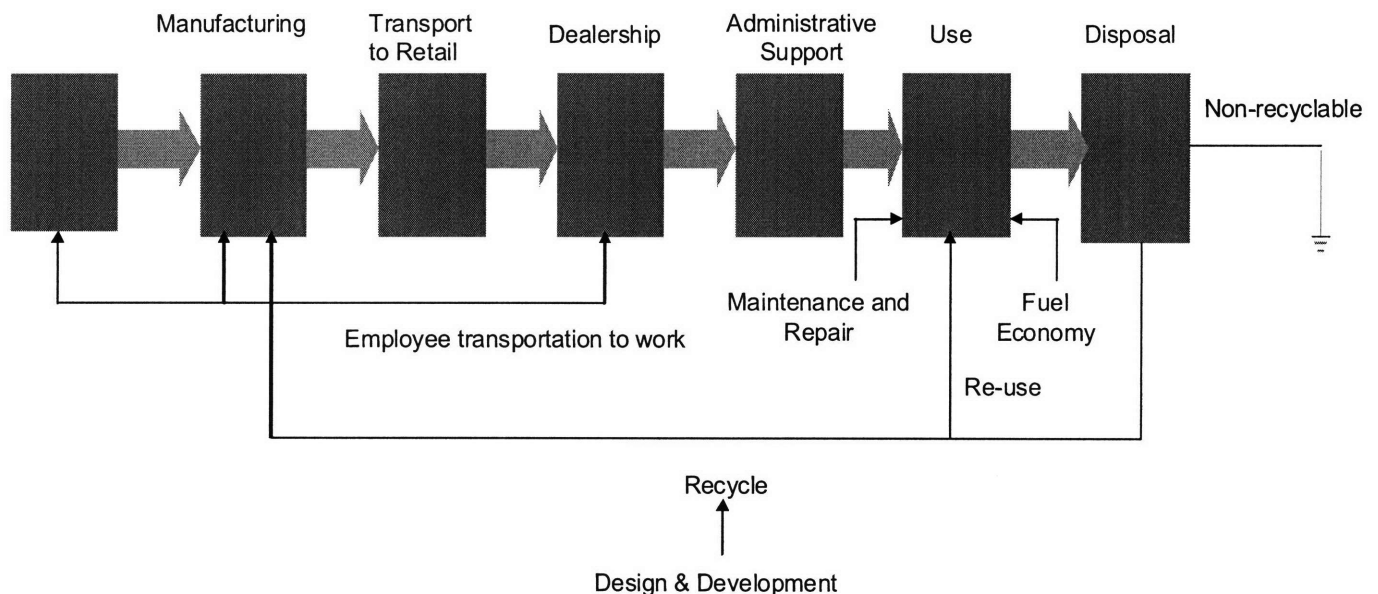 Manufacturing
Transport
to Retail
Dealership
Administrative
Support
Use
Disposal
Non-recyclable
Maintenance and
Repair
Fuel
Economy
Employee transportation to work
Re-use
Recycle
Design & Development